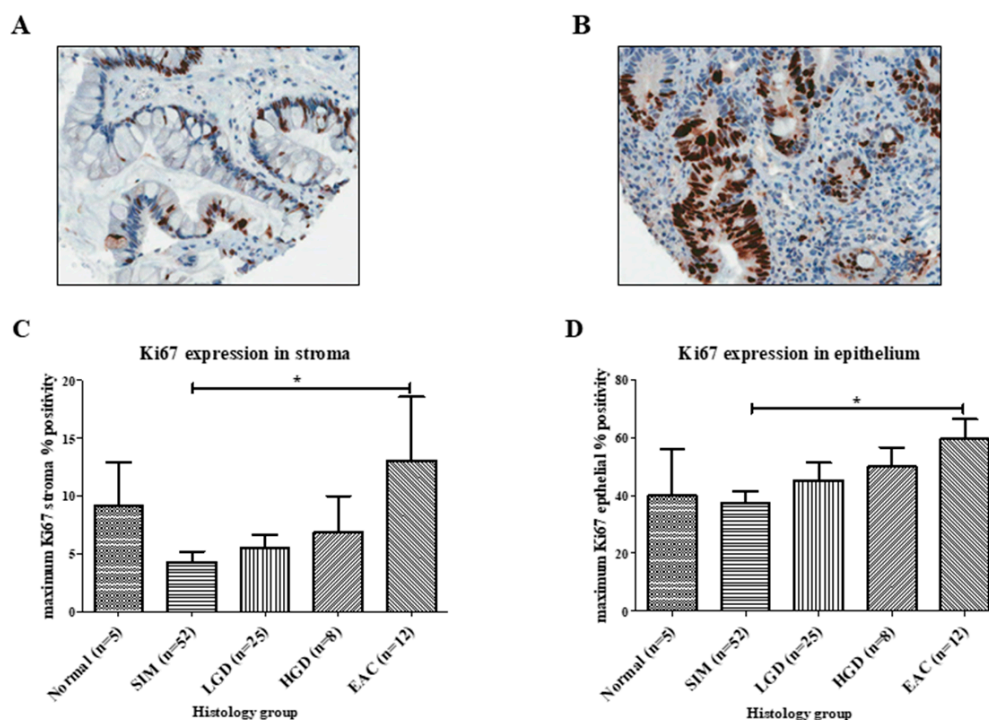 A
B
C
Ki67 expression in stroma
maximum Ki67 stroma % positivity
20
15
10
5
0
*
Normal (n=5)
SIM (n=52)
LGD (n=25)
HGD (n=8)
EAC (n=12)
Histology group
D
Ki67 expression in epithelium
maximum Ki67 epthelial % positivity
80
60
40
20
0
*
Normal (n=5)
SIM (n=52)
LGD (n=25)
HGD (n=8)
EAC (n=12)
Histology group